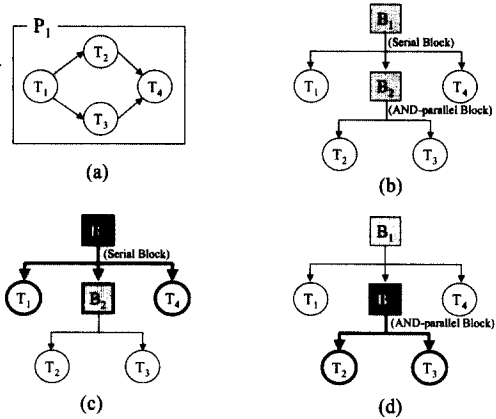 P1
T1
T2
T3
T4
(a)
B1
(Serial Block)
T1
B2
T4
(AND-parallel Block)
T2
T3
(b)
B
(Serial Block)
T1
B2
T4
T2
T3
(c)
B1
T1
B
T4
(AND-parallel Block)
T2
T3
(d)